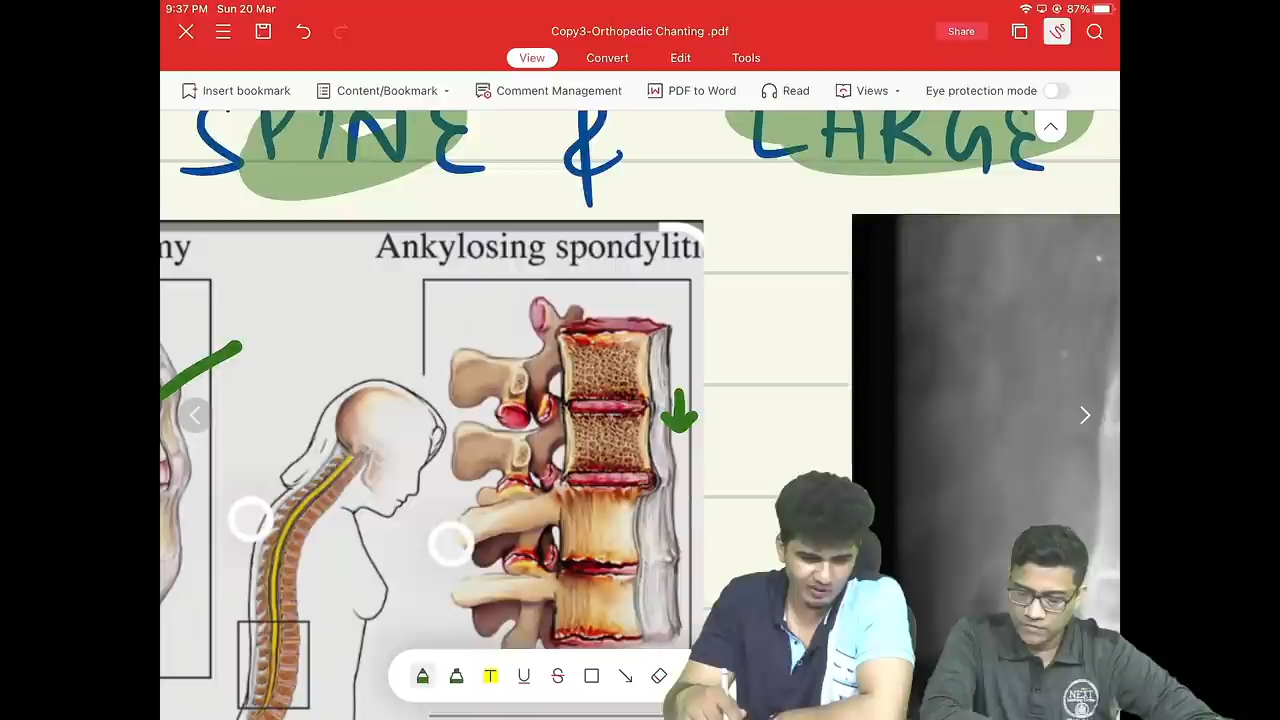 9:37 PM Sun 20 Mar 87%
Copy3-Orthopedic Chanting .pdf
Share
View Convert Edit Tools
Insert bookmark Content/Bookmark Comment Management PDF to Word Read Views Eye protection mode
SPINE & LARGE
Ankylosing spondyliti
T U S
NEXT